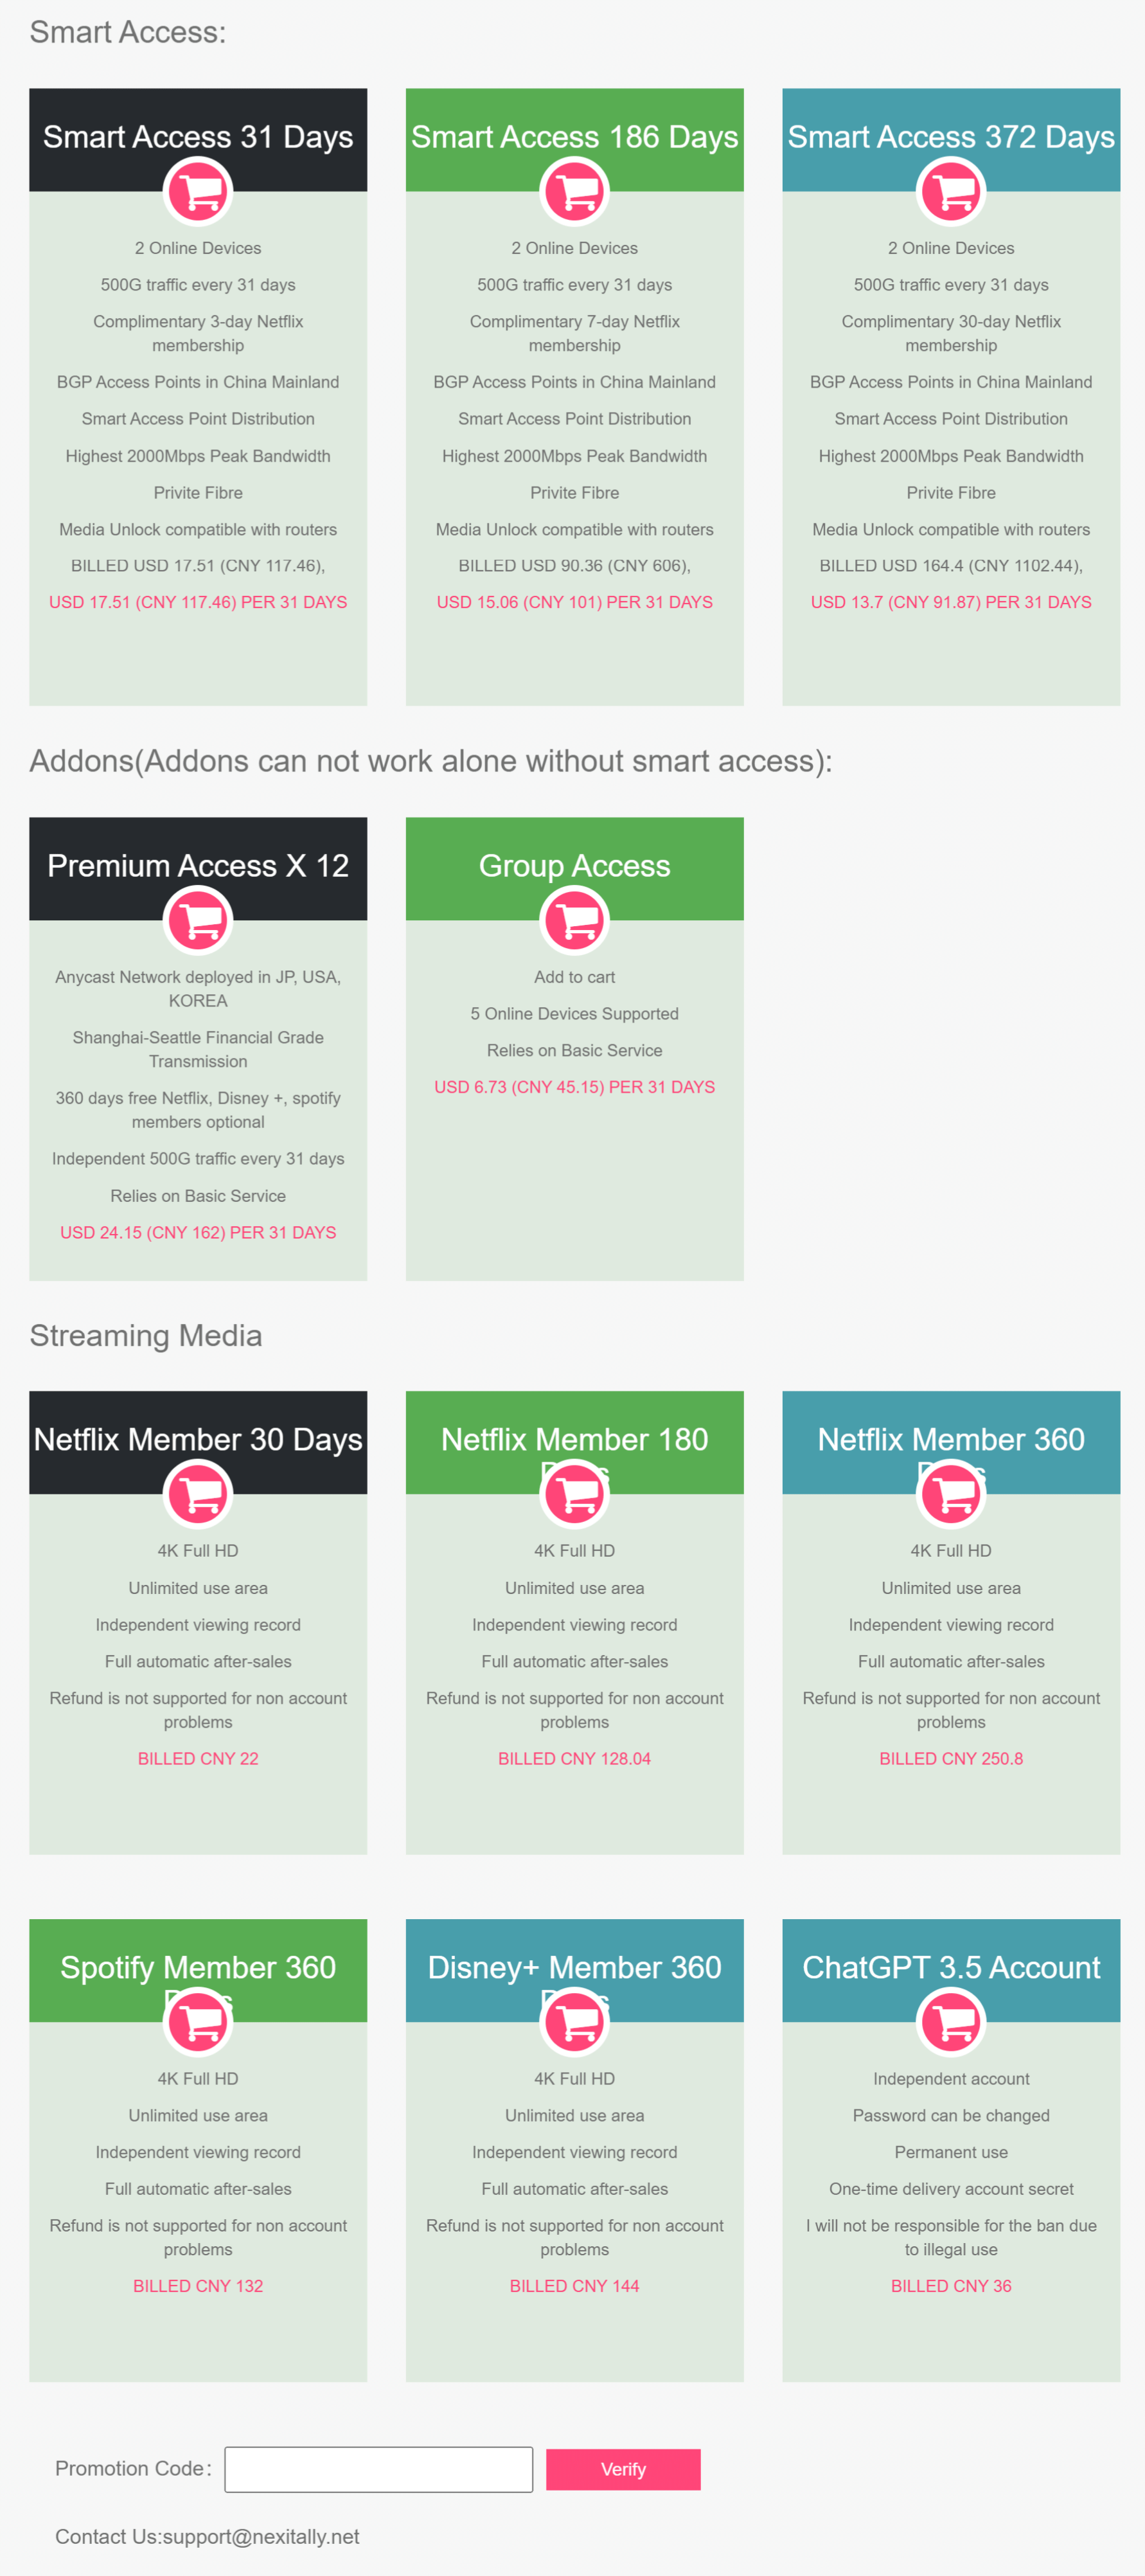 Smart Access:
Smart Access 31 Days
2 Online Devices
500G traffic every 31 days
Complimentary 3-day Netflix
membership
BGP Access Points in China Mainland
Smart Access Point Distribution
Highest 2000Mbps Peak Bandwidth
Privite Fibre
Media Unlock compatible with routers
BILLED USD 17.51 (CNY 117.46),
USD 17.51 (CNY 117.46) PER 31 DAYS
Smart Access 186 Days
2 Online Devices
500G traffic every 31 days
Complimentary 7-day Netflix
membership
BGP Access Points in China Mainland
Smart Access Point Distribution
Highest 2000Mbps Peak Bandwidth
Privite Fibre
Media Unlock compatible with routers
BILLED USD 90.36 (CNY 606),
USD 15.06 (CNY 101) PER 31 DAYS
Smart Access 372 Days
2 Online Devices
500G traffic every 31 days
Complimentary 30-day Netflix
membership
BGP Access Points in China Mainland
Smart Access Point Distribution
Highest 2000Mbps Peak Bandwidth
Privite Fibre
Media Unlock compatible with routers
BILLED USD 164.4 (CNY 1102.44),
USD 13.7 (CNY 91.87) PER 31 DAYS
Addons(Addons can not work alone without smart access):
Premium Access X 12
Anycast Network deployed in JP, USA,
KOREA
Shanghai-Seattle Financial Grade
Transmission
360 days free Netflix, Disney +, spotify
members optional
Independent 500G traffic every 31 days
Relies on Basic Service
USD 24.15 (CNY 162) PER 31 DAYS
Group Access
Add to cart
5 Online Devices Supported
Relies on Basic Service
USD 6.73 (CNY 45.15) PER 31 DAYS
Streaming Media
Netflix Member 30 Days
4K Full HD
Unlimited use area
Independent viewing record
Full automatic after-sales
Refund is not supported for non account
problems
BILLED CNY 22
Netflix Member 180
4K Full HD
Unlimited use area
Independent viewing record
Full automatic after-sales
Refund is not supported for non account
problems
BILLED CNY 128.04
Netflix Member 360
4K Full HD
Unlimited use area
Independent viewing record
Full automatic after-sales
Refund is not supported for non account
problems
BILLED CNY 250.8
Spotify Member 360
4K Full HD
Unlimited use area
Independent viewing record
Full automatic after-sales
Refund is not supported for non account
problems
BILLED CNY 132
Disney+ Member 360
4K Full HD
Unlimited use area
Independent viewing record
Full automatic after-sales
Refund is not supported for non account
problems
BILLED CNY 144
ChatGPT 3.5 Account
Independent account
Password can be changed
Permanent use
One-time delivery account secret
I will not be responsible for the ban due
to illegal use
BILLED CNY 36
Promotion Code:
Verify
Contact Us:support@nexitally.net